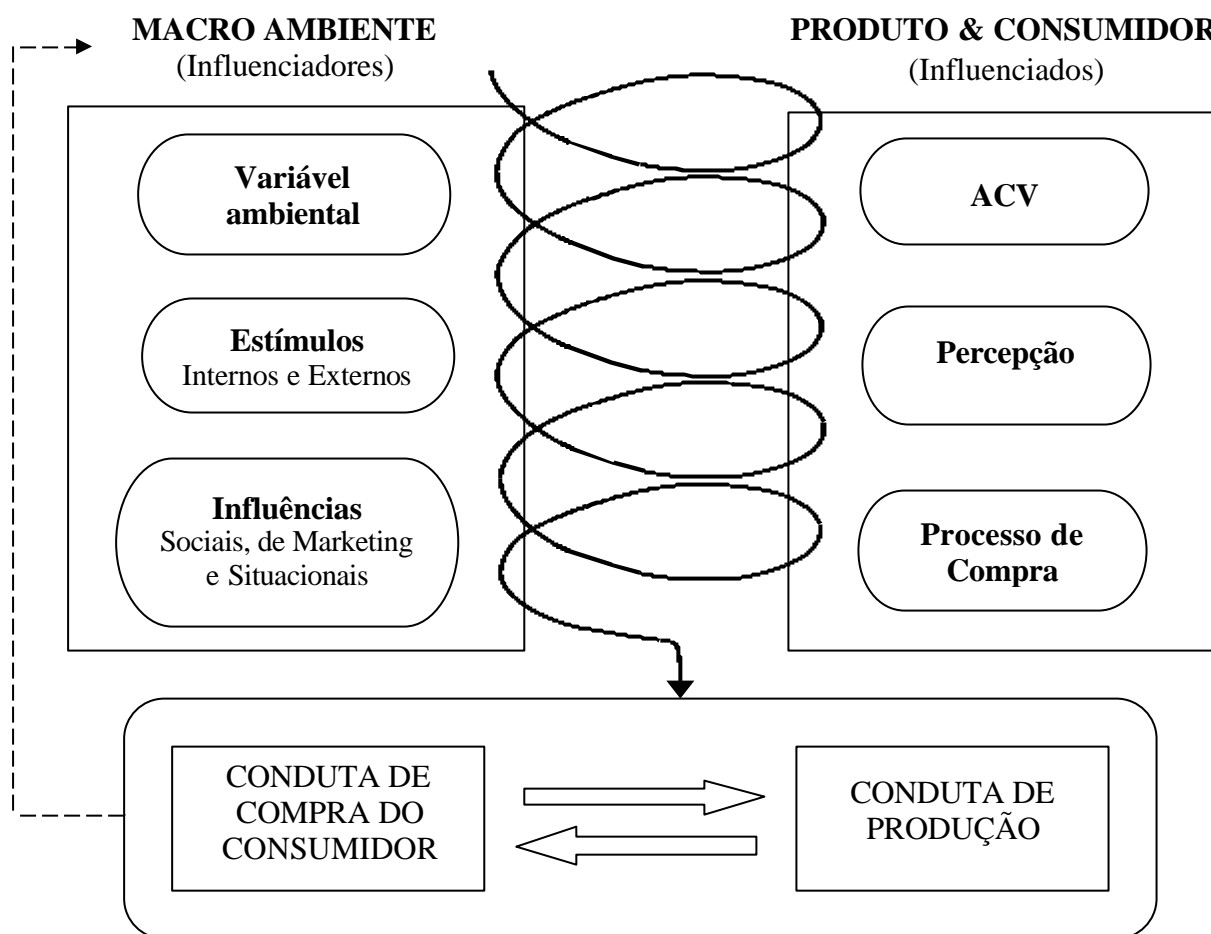 MACRO AMBIENTE
(Influenciadores)
PRODUTO & CONSUMIDOR
(Influenciados)
Variável
ambiental
Estímulos
Internos e Externos
Influências
Sociais, de Marketing
e Situacionais
ACV
Percepção
Processo de
Compra
CONDUTA DE
COMPRA DO
CONSUMIDOR
CONDUTA DE
PRODUÇÃO